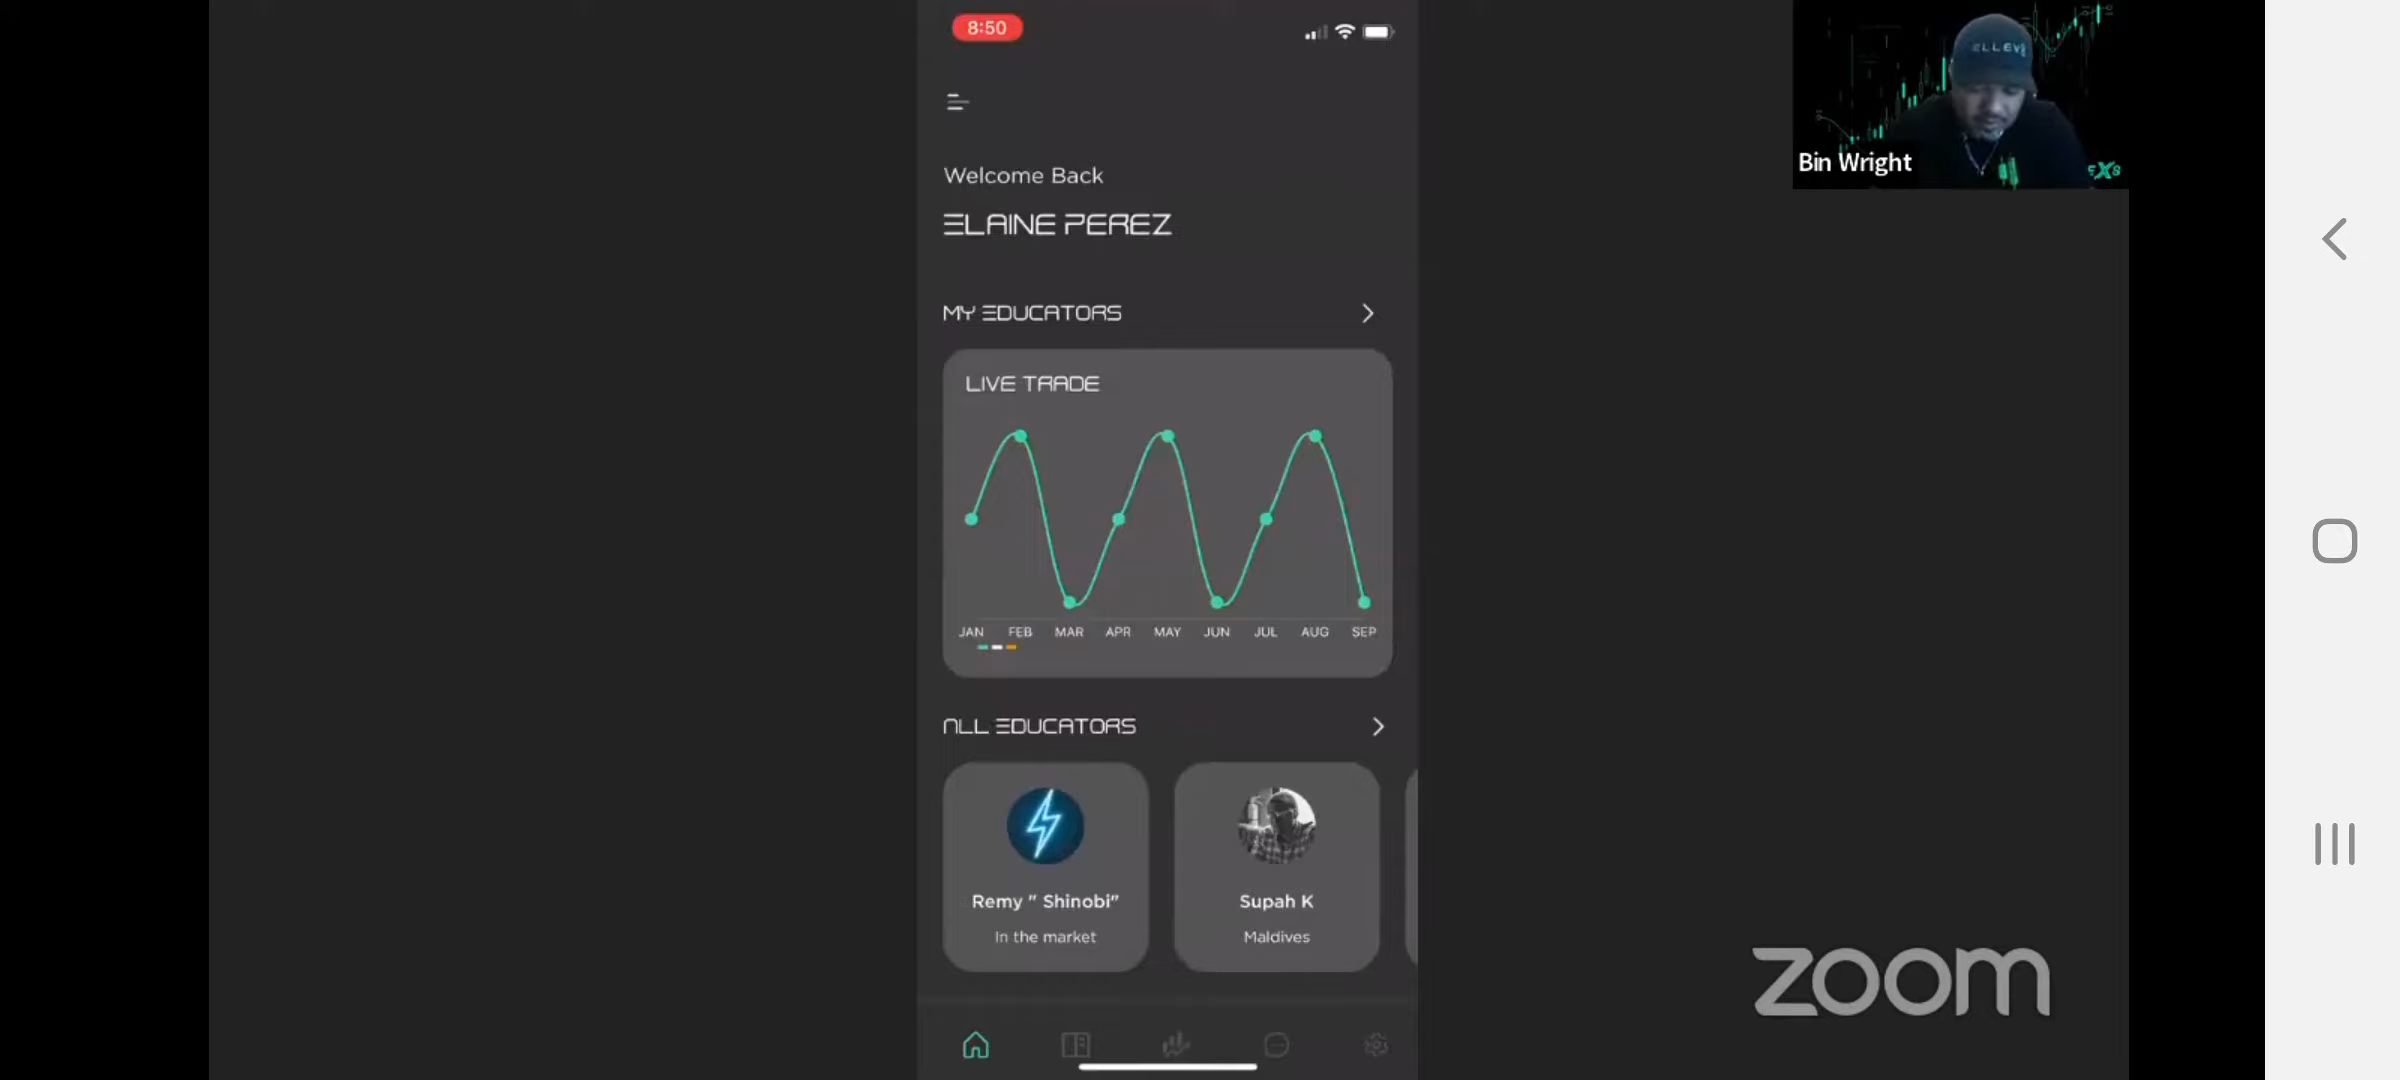 8:50
ELLEV8
Bin Wright
Welcome Back
ELAINE PEREZ
MY EDUCATORS
LIVE TRADE
JAN FEB MAR APR MAY JUN JUL AUG SEP
ALL EDUCATORS
Remy " Shinobi"
In the market
Supah K
Maldives
zoom